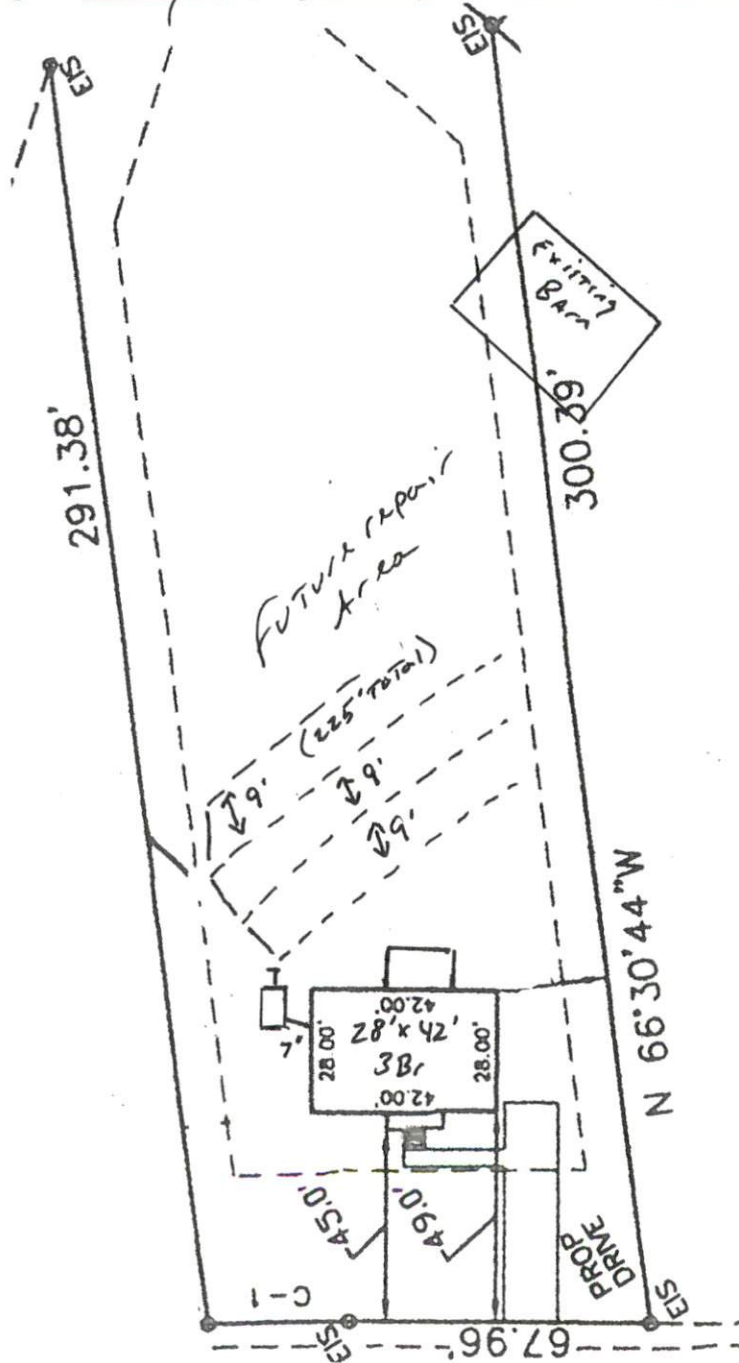 EIS
EIS
291.38'
Existing
BArn
300.39'
Future repair
Area
(225' Total)
9'
9'
9'
N 66°30'44"W
T
7'
28.00'
42.00'
28' x 42'
3Br
42.00'
28.00'
45.0'
49.0'
PROP
DRIVE
C-1
EIS
67.96'
EIS